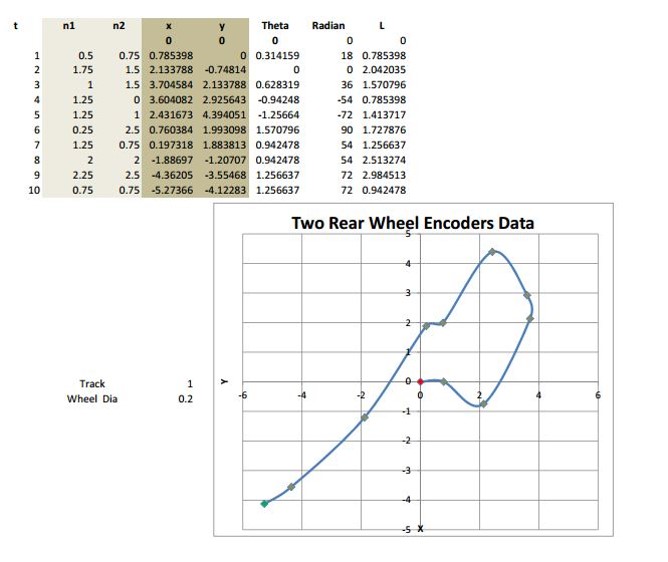 t n1 n2 x y Theta Radian L
0 0 0 0 0
1 0.5 0.75 0.785398 0 0.314159 18 0.785398
2 1.75 1.5 2.133788 -0.74814 0 0 2.042035
3 1 1.5 3.704584 2.133788 0.628319 36 1.570796
4 1.25 0 3.604082 2.925643 -0.94248 -54 0.785398
5 1.25 1 2.431673 4.394051 -1.25664 -72 1.413717
6 0.25 2.5 0.760384 1.993098 1.570796 90 1.727876
7 1.25 0.75 0.197318 1.883813 0.942478 54 1.256637
8 2 2 -1.88697 -1.20707 0.942478 54 2.513274
9 2.25 2.5 -4.36205 -3.55468 1.256637 72 2.984513
10 0.75 0.75 -5.27366 -4.12283 1.256637 72 0.942478
Two Rear Wheel Encoders Data
5
4
3
2
1
Track 1
Wheel Dia 0.2
Y
0
-6 -4 -2 0 2 4 6
-1
-2
-3
-4
-5 X